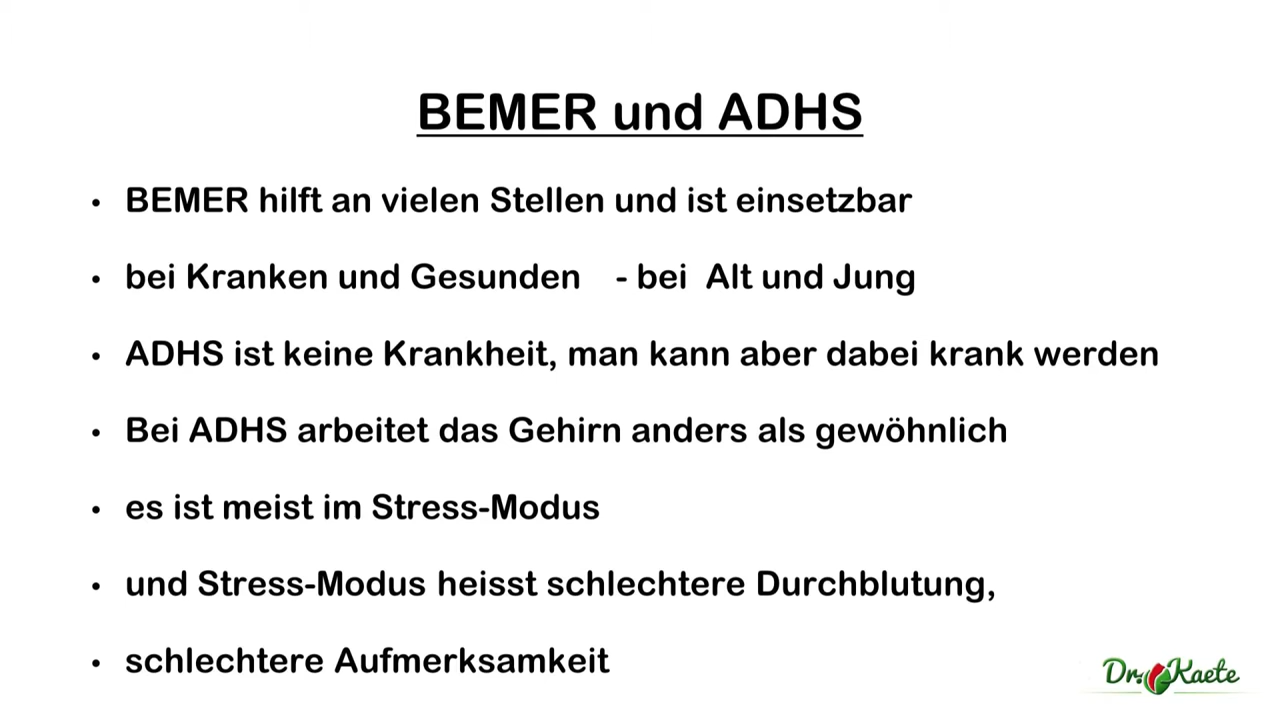 BEMER und ADHS
• BEMER hilft an vielen Stellen und ist einsetzbar
• bei Kranken und Gesunden - bei Alt und Jung
• ADHS ist keine Krankheit, man kann aber dabei krank werden
• Bei ADHS arbeitet das Gehirn anders als gewöhnlich
• es ist meist im Stress-Modus
• und Stress-Modus heisst schlechtere Durchblutung,
• schlechtere Aufmerksamkeit
Dr. Kaete